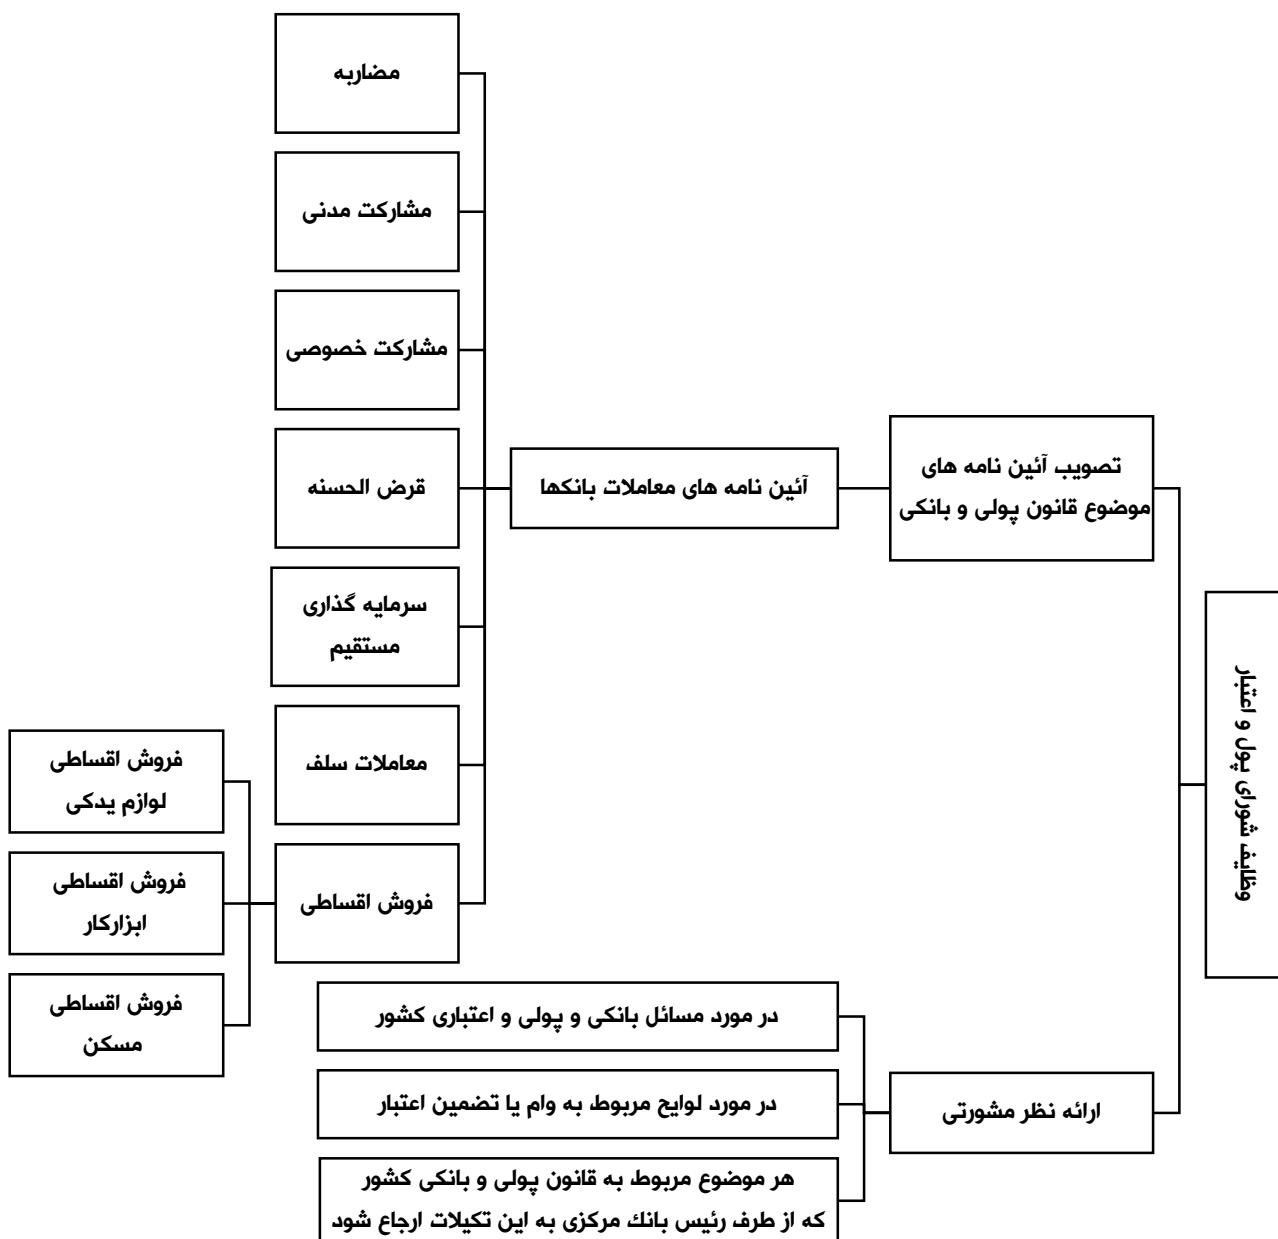 وظایف شورای پول و اعتبار
تصویب آئین نامه های
موضوع قانون پولی و بانکی
آئین نامه های معاملات بانکها
مضاربه
مشارکت مدنی
مشارکت خصوصی
قرض الحسنه
سرمایه گذاری
مستقیم
معاملات سلف
فروش اقساطی
فروش اقساطی
لوازم یدکی
فروش اقساطی
ابزارکار
فروش اقساطی
مسکن
ارائه نظر مشورتی
در مورد مسائل بانکی و پولی و اعتباری کشور
در مورد لوایح مربوط به وام یا تضمین اعتبار
هر موضوع مربوط به قانون پولی و بانکی کشور
که از طرف رئیس بانك مرکزی به این تکیلات ارجاع شود